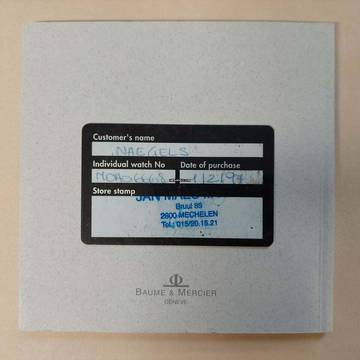 Customer's name
NAEGELS
Individual watch No Date of purchase
Store stamp
Bruul 89
2800 MECHELEN
Tel.: 015/20.18.21
BAUME & MERCIER
GENEVE